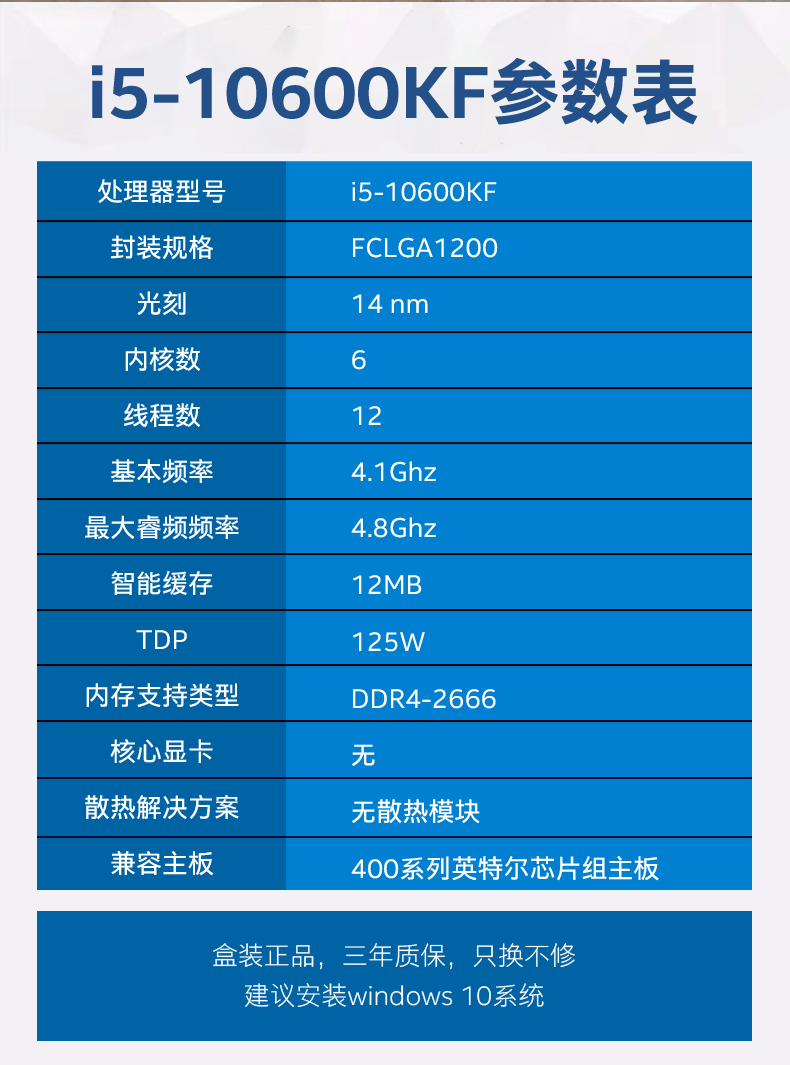 i5-10600KF参数表
处理器型号 i5-10600KF
封装规格 FCLGA1200
光刻 14 nm
内核数 6
线程数 12
基本频率 4.1Ghz
最大睿频频率 4.8Ghz
智能缓存 12MB
TDP 125W
内存支持类型 DDR4-2666
核心显卡 无
散热解决方案 无散热模块
兼容主板 400系列英特尔芯片组主板
盒装正品，三年质保，只换不修
建议安装windows 10系统